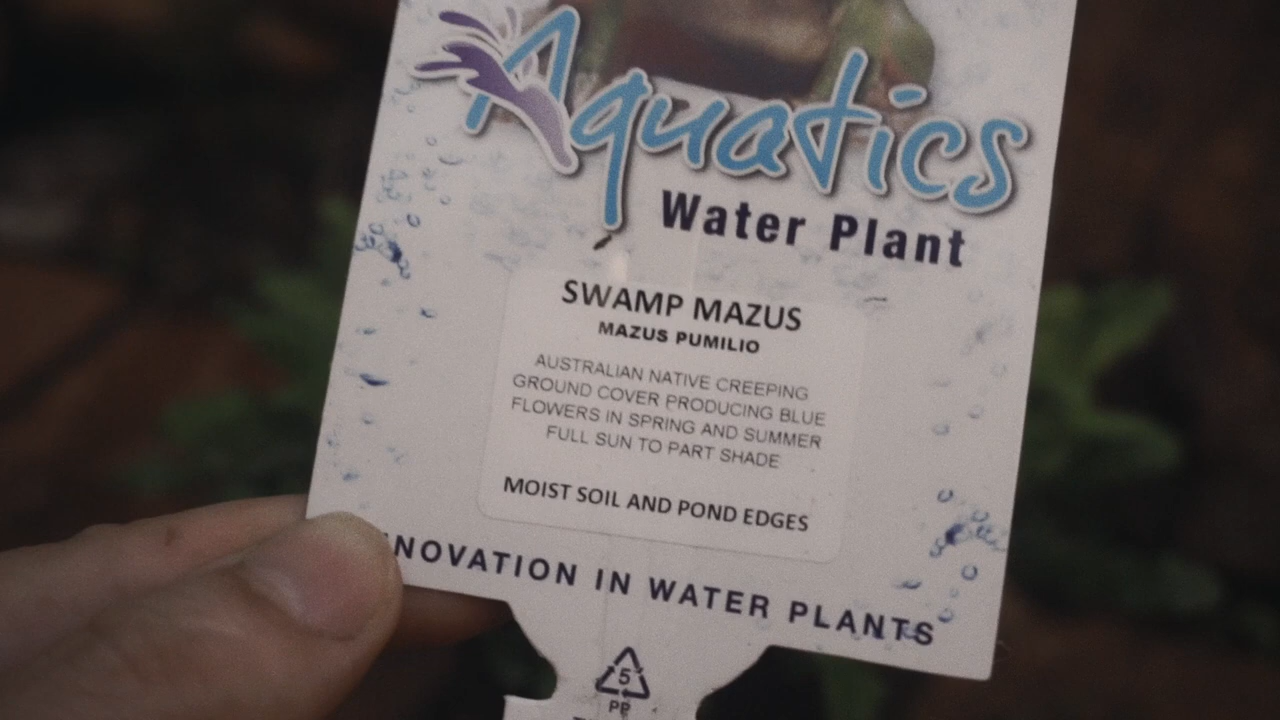 Aquatics
Water Plant
SWAMP MAZUS
MAZUS PUMILIO
AUSTRALIAN NATIVE CREEPING
GROUND COVER PRODUCING BLUE
FLOWERS IN SPRING AND SUMMER
FULL SUN TO PART SHADE
MOIST SOIL AND POND EDGES
NOVATION IN WATER PLANTS
5
PP